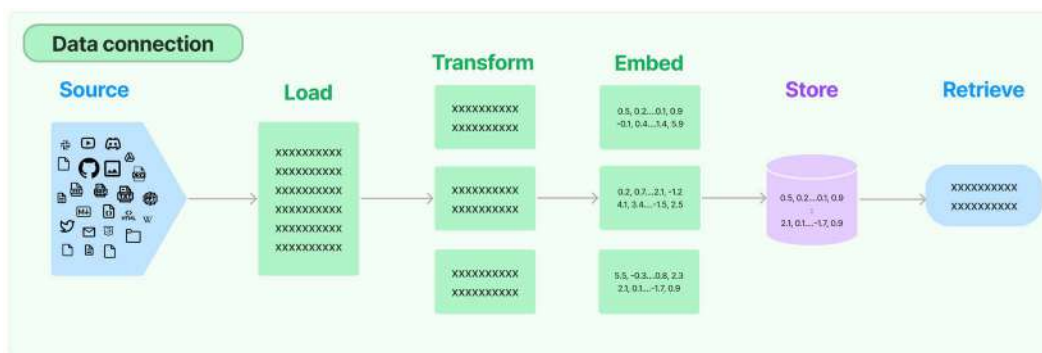 Data connection
Source
Load
Transform
Embed
Store
Retrieve
XXXXXXXXXX
XXXXXXXXXX
XXXXXXXXXX
XXXXXXXXXX
XXXXXXXXXX
XXXXXXXXXX
XXXXXXXXXX
XXXXXXXXXX
XXXXXXXXXX
XXXXXXXXXX
XXXXXXXXXX
XXXXXXXXXX
0.5, 0.2....0.1, 0.9
-0.1, 0.4....1.4, 5.9
0.2, 0.7....2.1, -1.2
4.1, 3.4....-1.5, 2.5
5.5, -0.3....0.8, 2.3
2.1, 0.1....-1.7, 0.9
0.5, 0.2....0.1, 0.9
:
2.1, 0.1....-1.7, 0.9
XXXXXXXXXX
XXXXXXXXXX